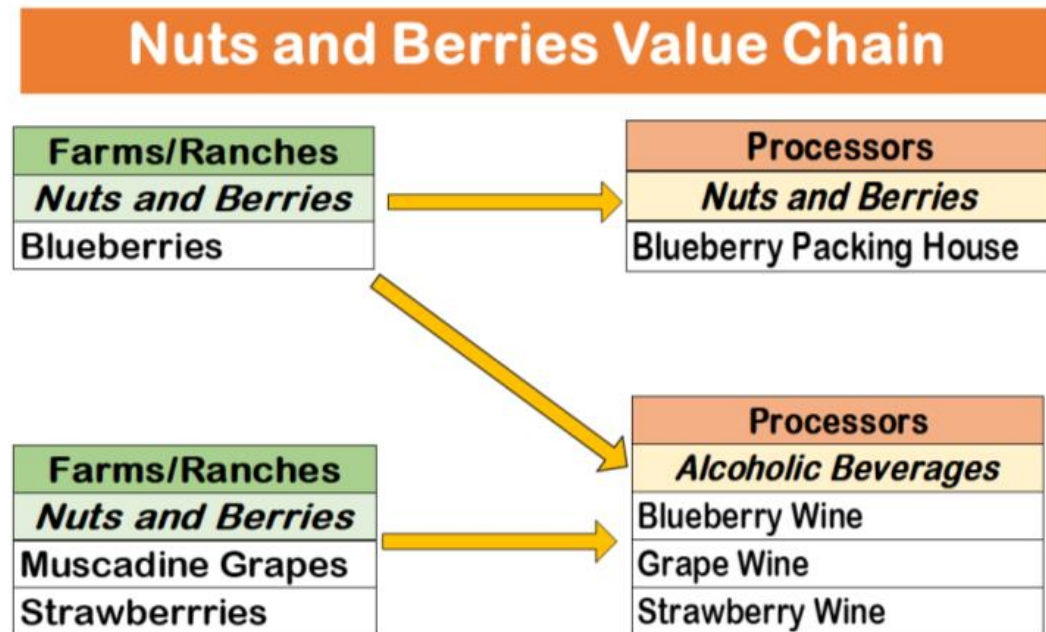 Nuts and Berries Value Chain
Farms/Ranches
Nuts and Berries
Blueberries
Processors
Nuts and Berries
Blueberry Packing House
Farms/Ranches
Nuts and Berries
Muscadine Grapes
Strawberrries
Processors
Alcoholic Beverages
Blueberry Wine
Grape Wine
Strawberry Wine